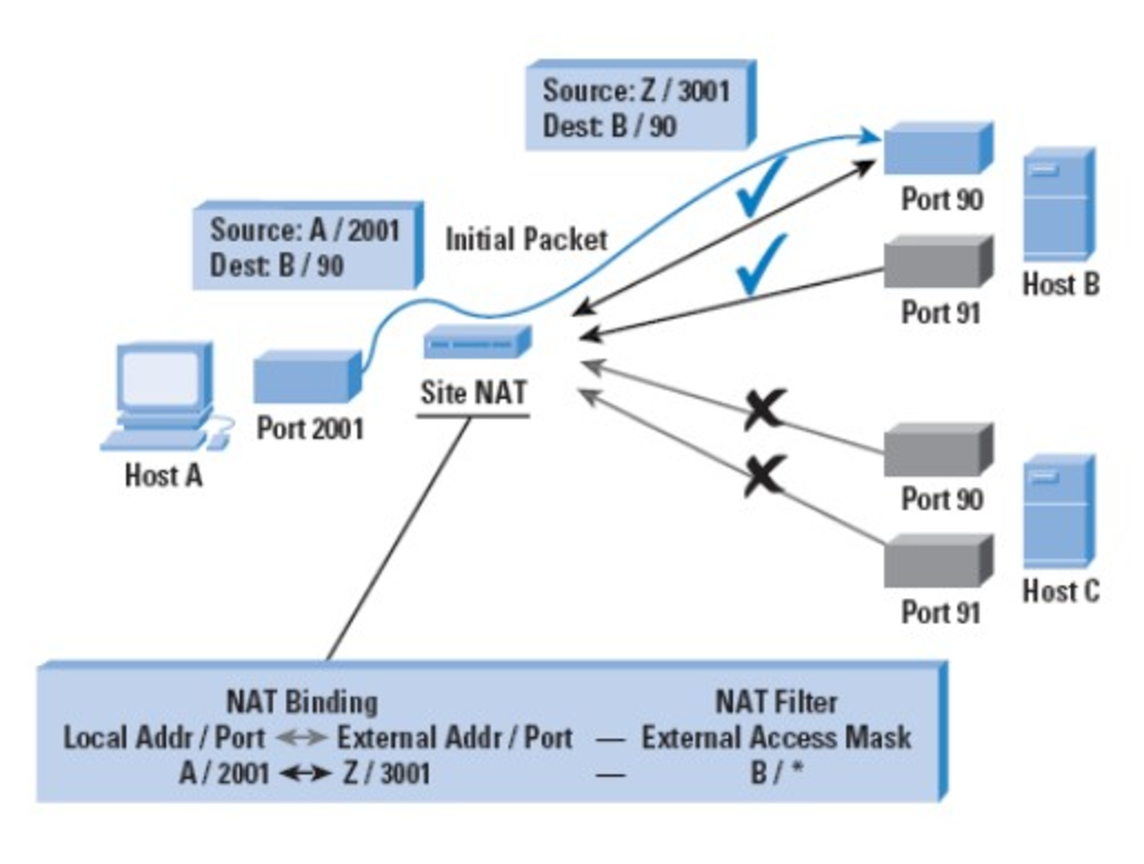 Source: Z / 3001
Dest: B / 90
Source: A / 2001
Dest: B / 90
Initial Packet
Port 90
Host B
Port 91
Site NAT
Port 2001
Host A
Port 90
Host C
Port 91
NAT Binding NAT Filter
Local Addr / Port External Addr / Port — External Access Mask
A / 2001 Z / 3001 — B / *